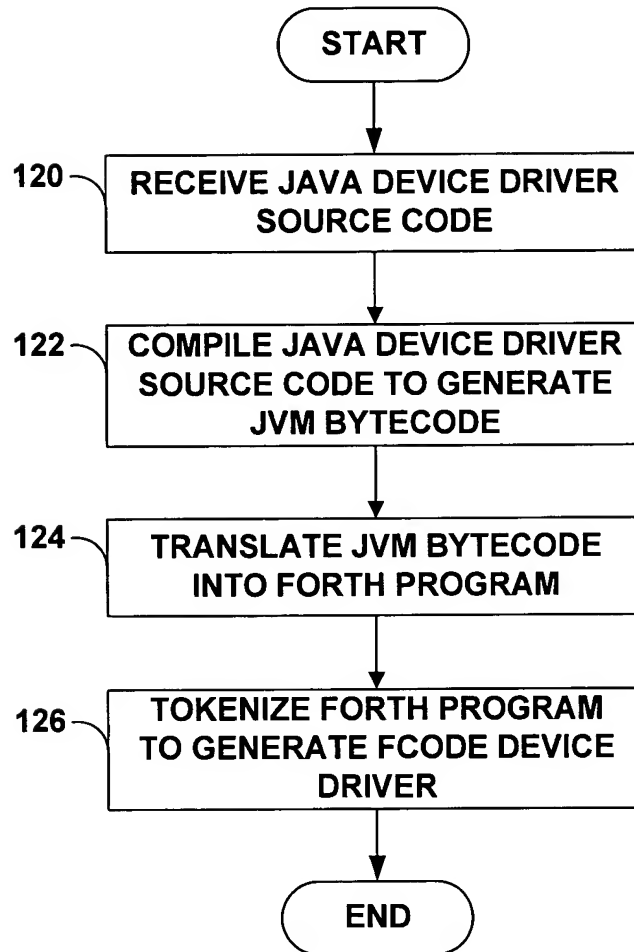 START
120
RECEIVE JAVA DEVICE DRIVER
SOURCE CODE
122
COMPILE JAVA DEVICE DRIVER
SOURCE CODE TO GENERATE
JVM BYTECODE
124
TRANSLATE JVM BYTECODE
INTO FORTH PROGRAM
126
TOKENIZE FORTH PROGRAM
TO GENERATE FCODE DEVICE
DRIVER
END